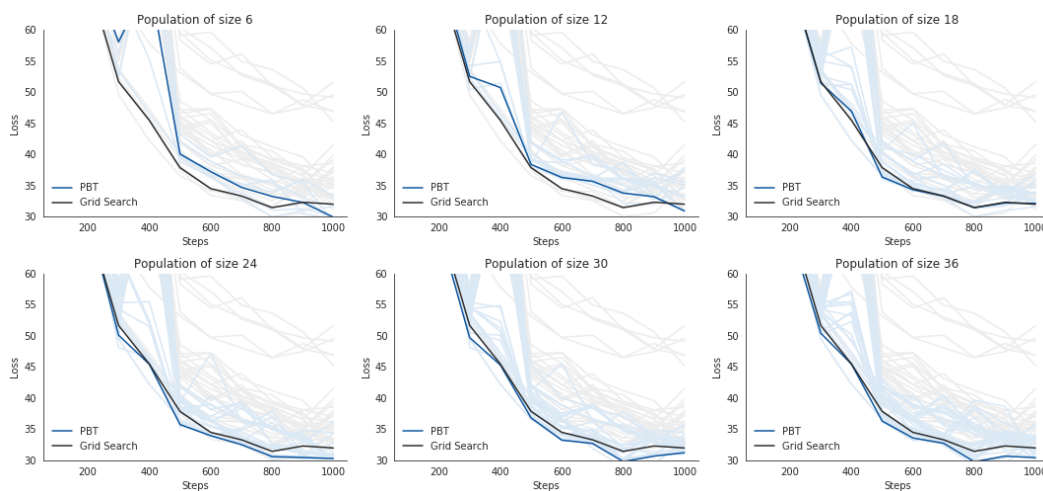 Population of size 6
60
55
50
45
40
35
30
Loss
PBT
Grid Search
200 400 600 800 1000
Steps
Population of size 12
60
55
50
45
40
35
30
Loss
PBT
Grid Search
200 400 600 800 1000
Steps
Population of size 18
60
55
50
45
40
35
30
Loss
PBT
Grid Search
200 400 600 800 1000
Steps
Population of size 24
60
55
50
45
40
35
30
Loss
PBT
Grid Search
200 400 600 800 1000
Steps
Population of size 30
60
55
50
45
40
35
30
Loss
PBT
Grid Search
200 400 600 800 1000
Steps
Population of size 36
60
55
50
45
40
35
30
Loss
PBT
Grid Search
200 400 600 800 1000
Steps